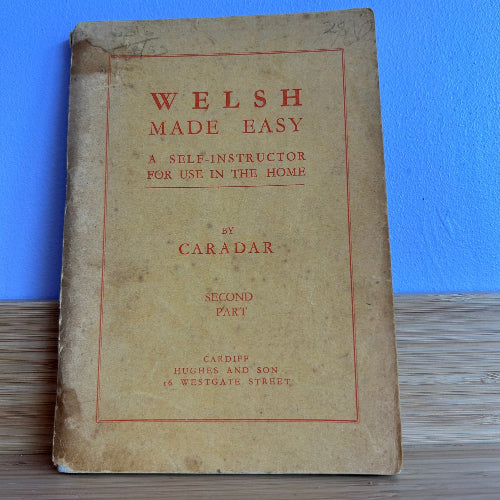 WELSH
MADE EASY
A SELF-INSTRUCTOR
FOR USE IN THE HOME
BY
CARADAR
SECOND
PART
CARDIFF
HUGHES AND SON
16 WESTGATE STREET